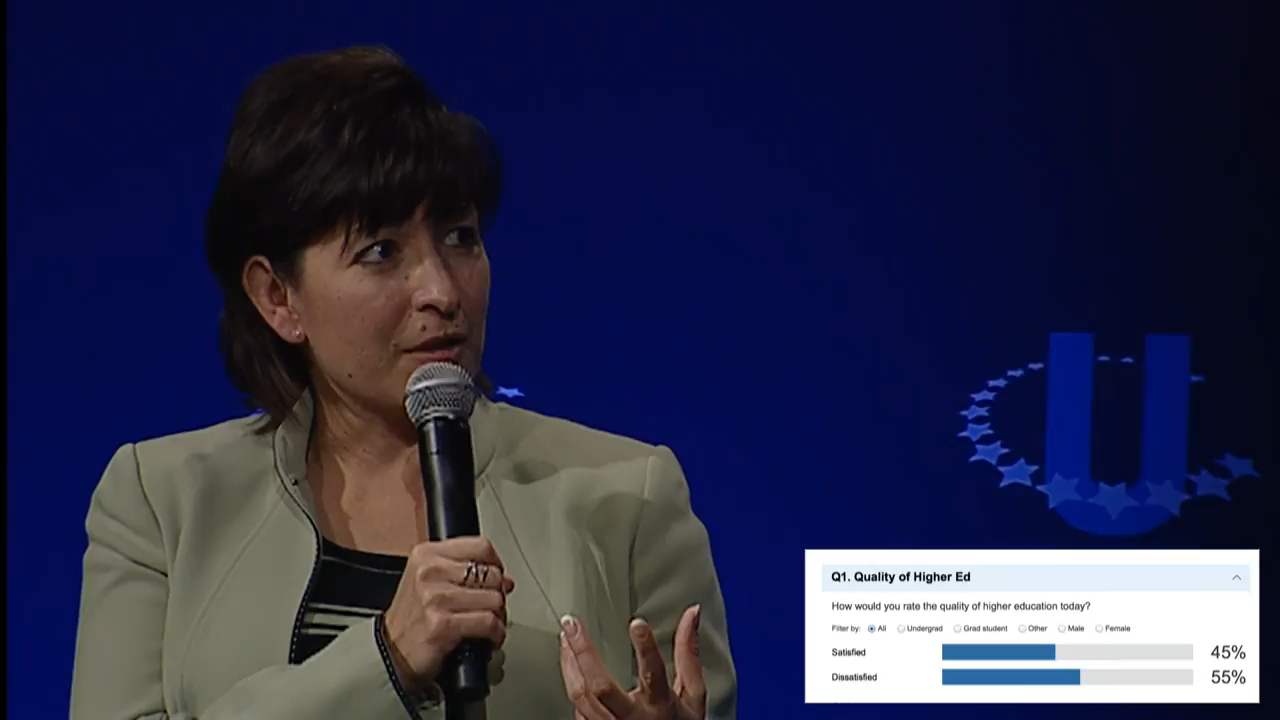 U
Q1. Quality of Higher Ed
How would you rate the quality of higher education today?
Filter by: All Undergrad Grad student Other Male Female
Satisfied 45%
Dissatisfied 55%